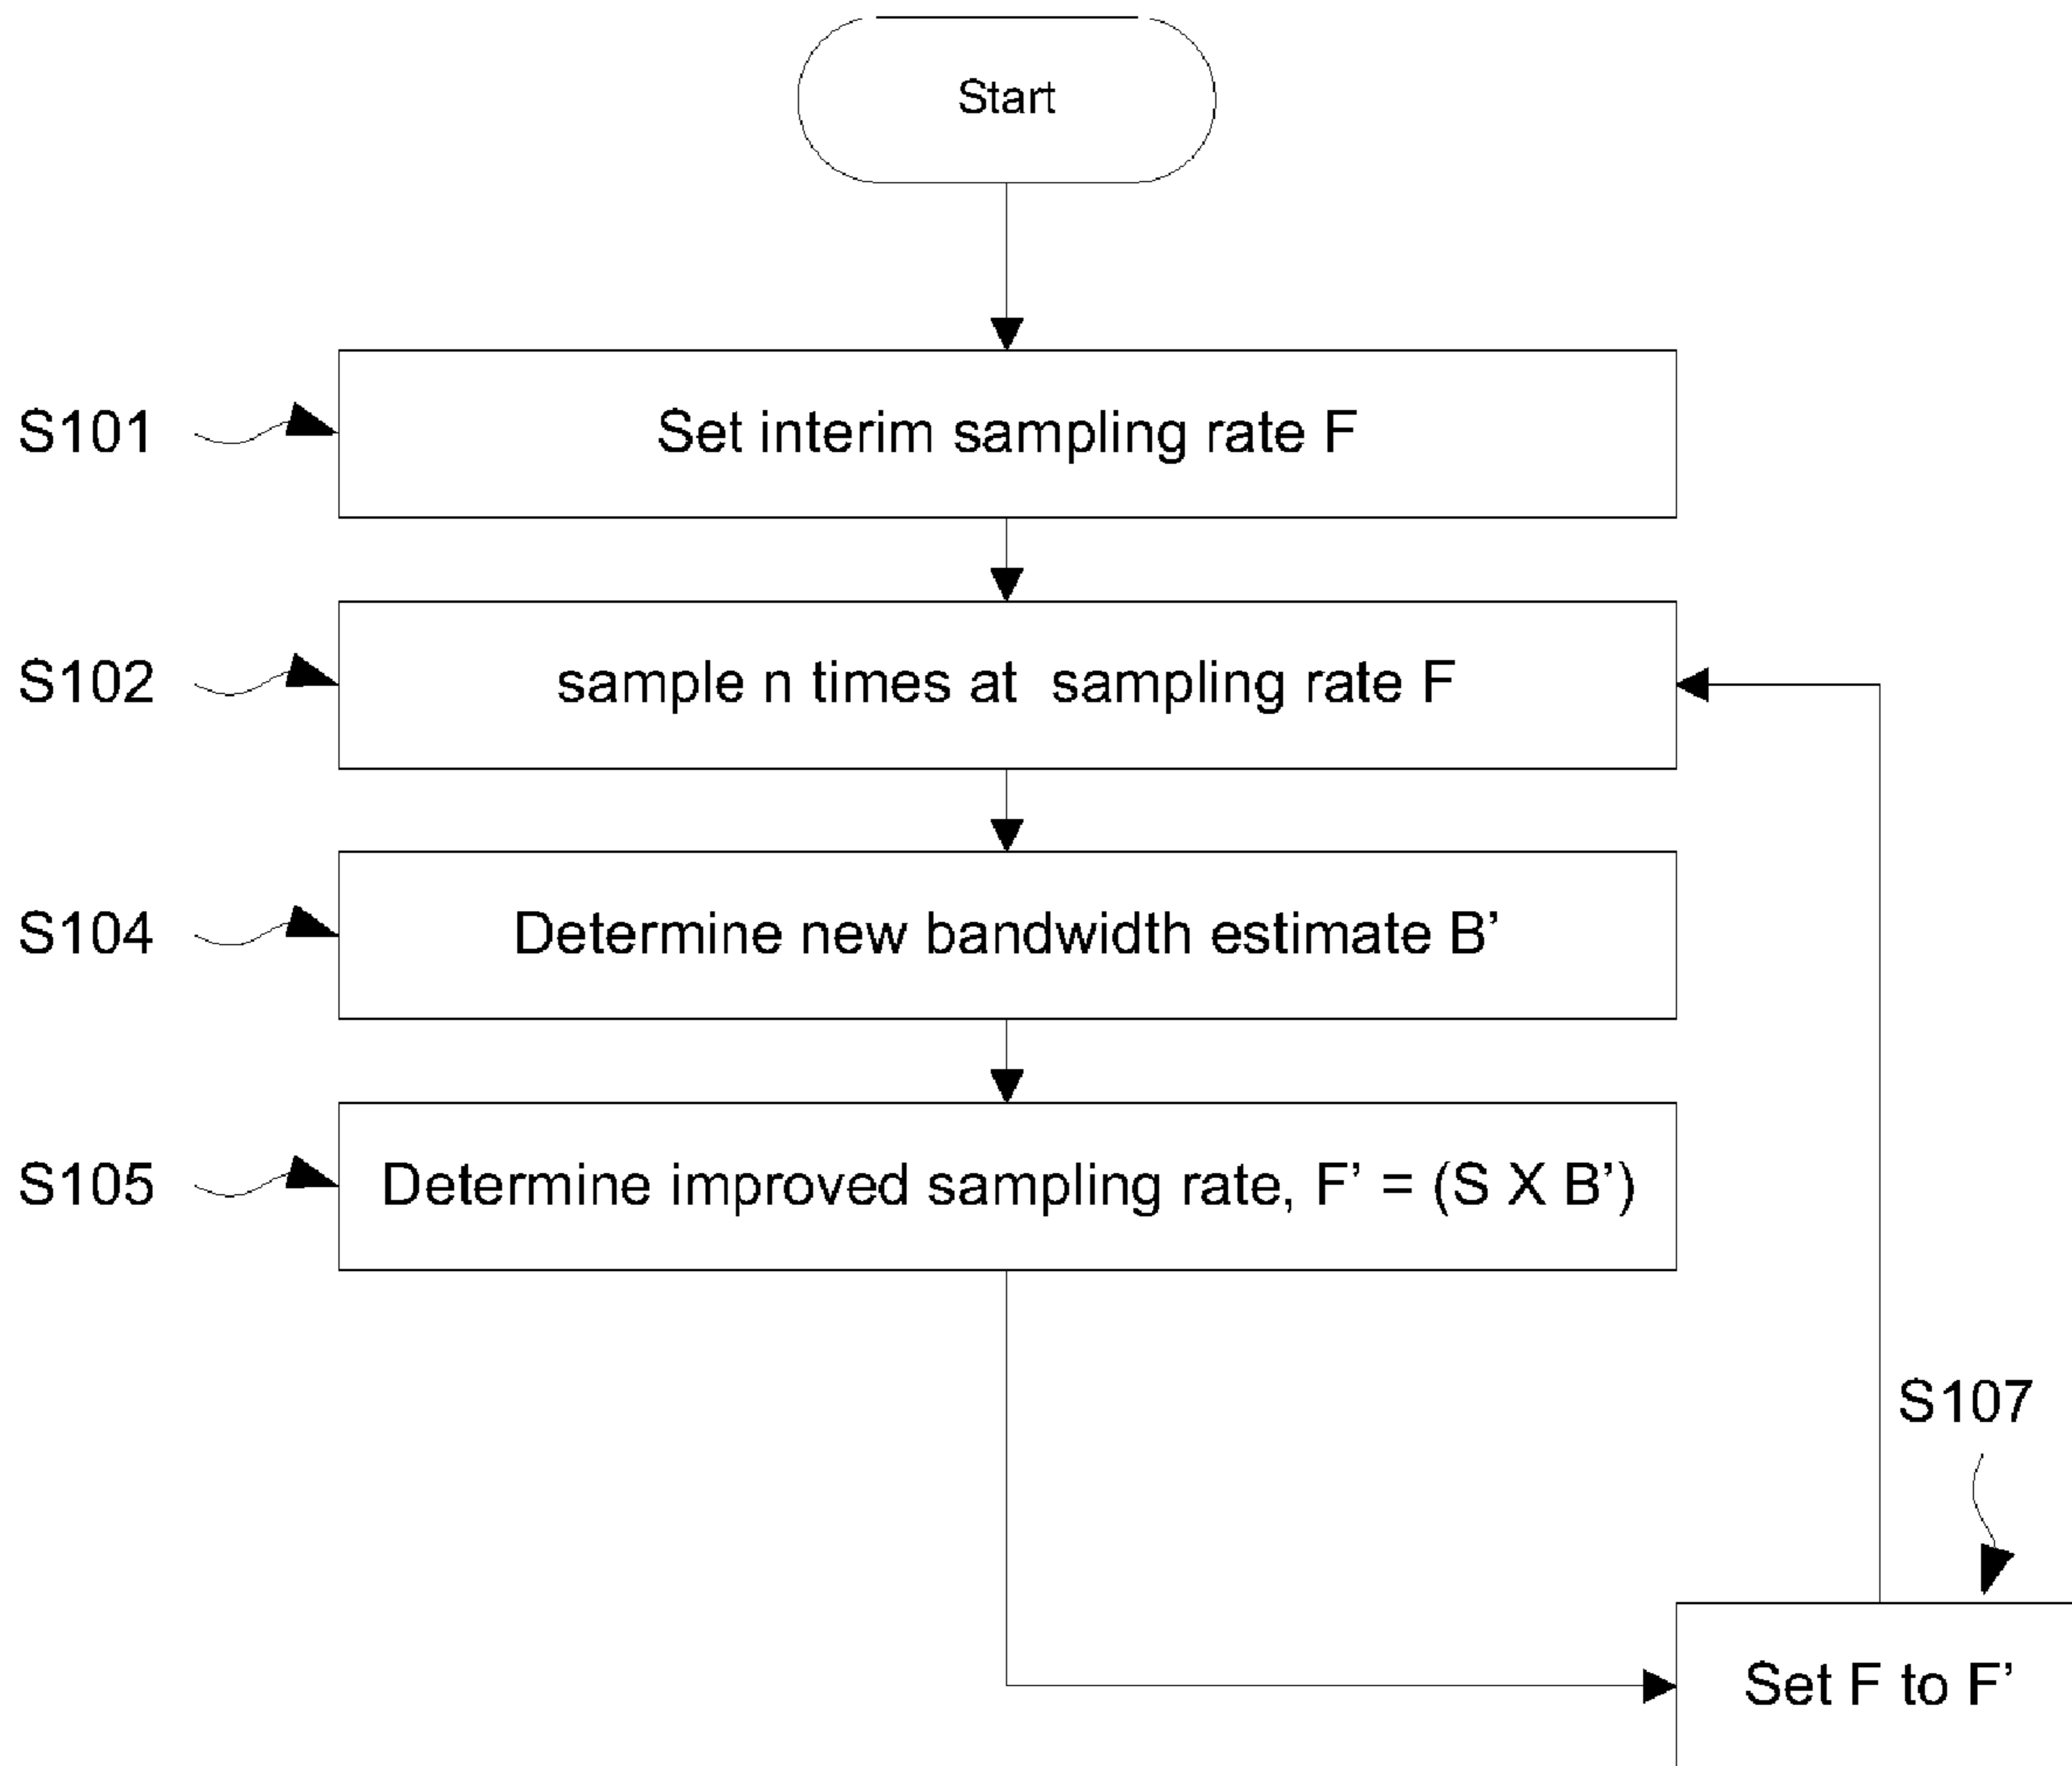 Start
S101
Set interim sampling rate F
S102
sample n times at  sampling rate F
S104
Determine new bandwidth estimate B’
S105
Determine improved sampling rate, F’ = (S X B’)
S107
Set F to F’